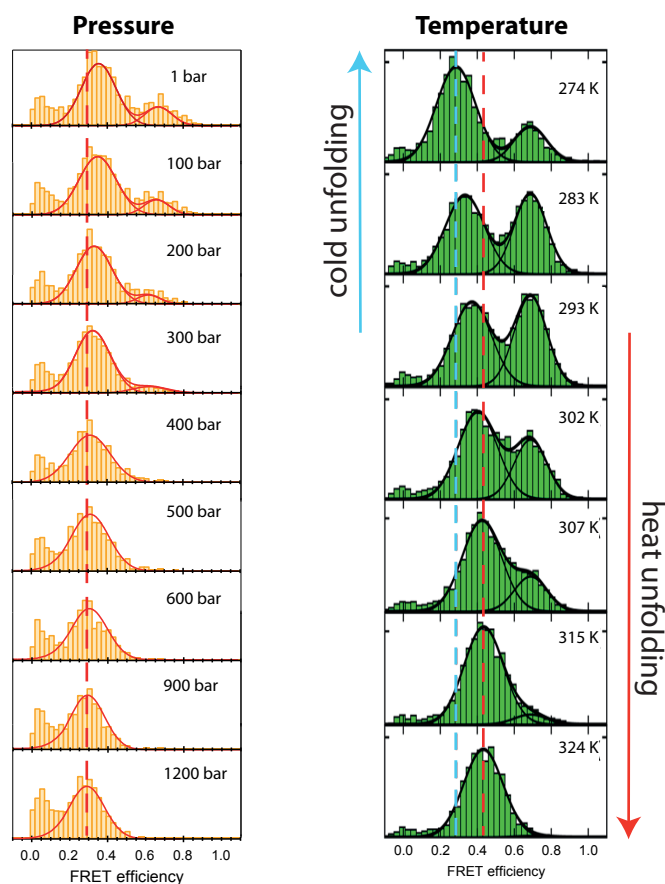 Pressure
1 bar
100 bar
200 bar
300 bar
400 bar
500 bar
600 bar
900 bar
1200 bar
0.0 0.2 0.4 0.6 0.8 1.0
FRET efficiency
Temperature
cold unfolding
274 K
283 K
293 K
302 K
307 K
315 K
324 K
heat unfolding
0.0 0.2 0.4 0.6 0.8 1.0
FRET efficiency